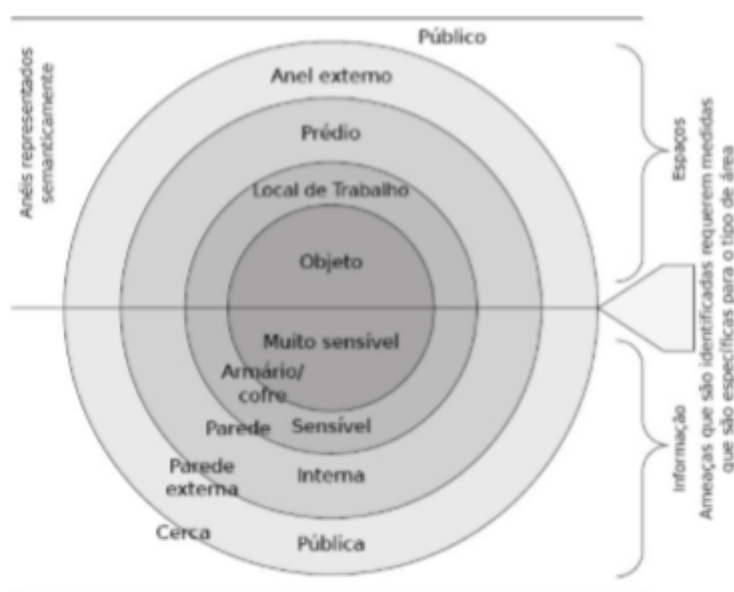 Público
Anel externo
Anéis representados
semanticamente
Prédio
Espaços
Local de Trabalho
Objeto
Ameaças que são identificadas requerem medidas
que são específicas para o tipo de área
Muito sensível
Armário/
cofre
Parede
Sensível
Informação
Parede
externa
Interna
Cerca
Pública